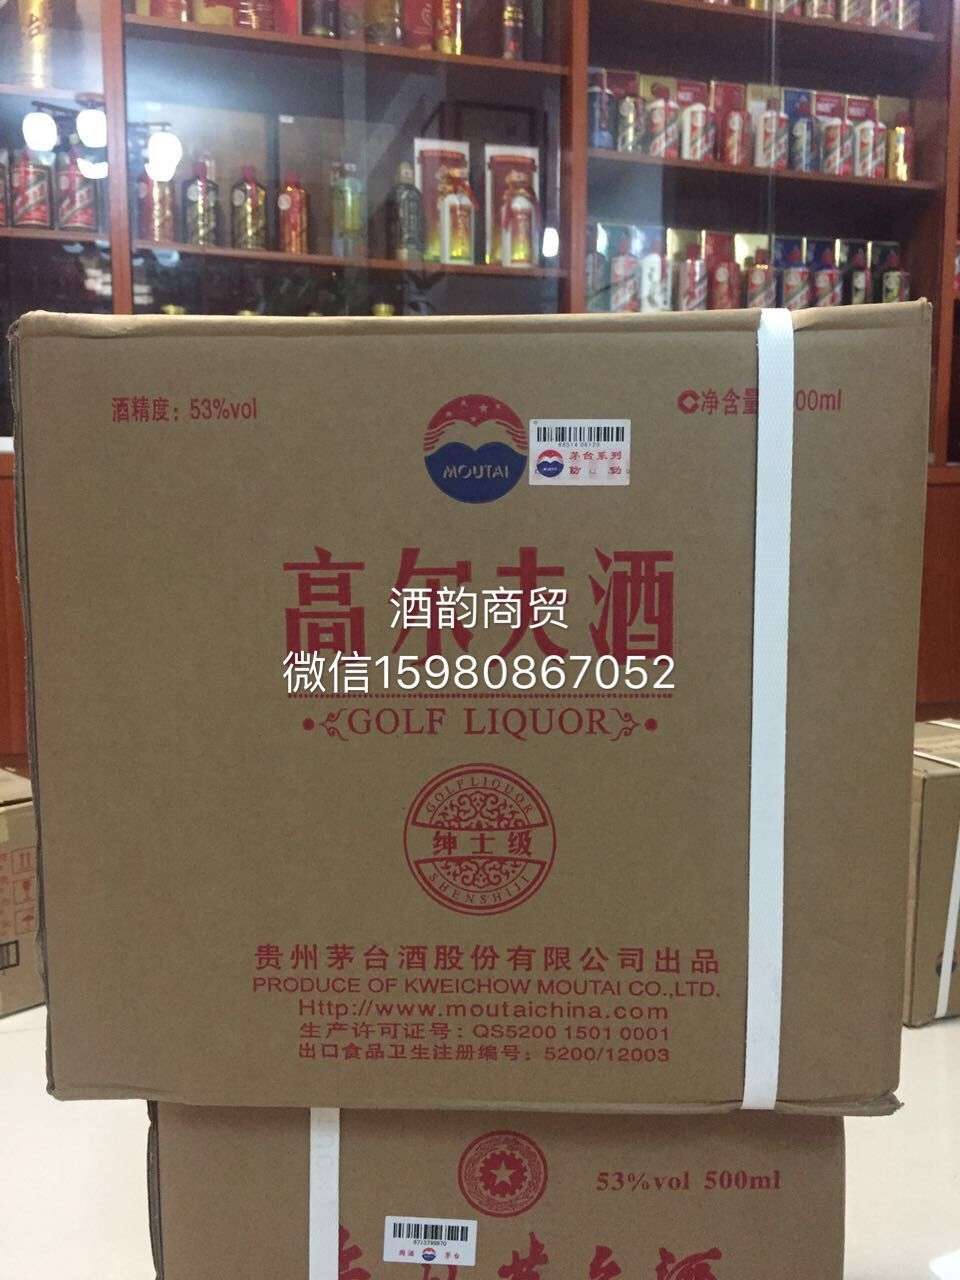 酒精度：53%vol
净含量 00ml
MOUTAI
茅台系列
MOUTAI
高尔夫酒
酒韵商贸
微信15980867052
GOLF LIQUOR
GOLF LIQUOR
绅士级
SHENSHIJI
贵州茅台酒股份有限公司出品
PRODUCE OF KWEICHOW MOUTAI CO.,LTD.
Http://www.moutaichina.com
生产许可证号：QS5200 1501 0001
出口食品卫生注册编号：5200/12003
53%vol 500ml
茅台